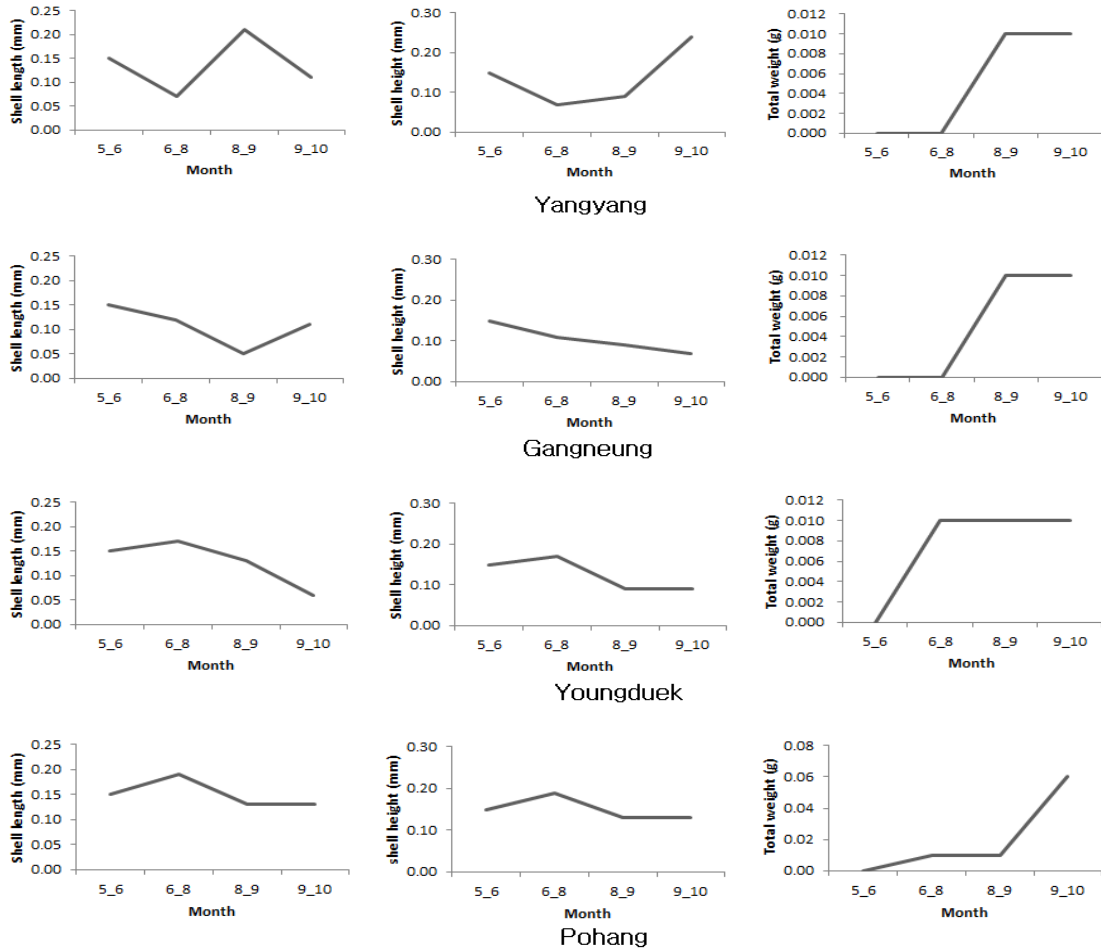 Shell length (mm)
0.25
0.20
0.15
0.10
0.05
0.00
5_6 6_8 8_9 9_10
Month
Shell height (mm)
0.30
0.20
0.10
0.00
5_6 6_8 8_9 9_10
Month
Total weight (g)
0.012
0.010
0.008
0.006
0.004
0.002
0.000
5_6 6_8 8_9 9_10
Month
Yangyang
Shell length (mm)
0.25
0.20
0.15
0.10
0.05
0.00
5_6 6_8 8_9 9_10
Month
Shell height (mm)
0.30
0.20
0.10
0.00
5_6 6_8 8_9 9_10
Month
Total weight (g)
0.012
0.010
0.008
0.006
0.004
0.002
0.000
5_6 6_8 8_9 9_10
Month
Gangneung
Shell length (mm)
0.25
0.20
0.15
0.10
0.05
0.00
5_6 6_8 8_9 9_10
Month
Shell height (mm)
0.30
0.20
0.10
0.00
5_6 6_8 8_9 9_10
Month
Total weight (g)
0.012
0.010
0.008
0.006
0.004
0.002
0.000
5_6 6_8 8_9 9_10
Month
Youngduek
Shell length (mm)
0.25
0.20
0.15
0.10
0.05
0.00
5_6 6_8 8_9 9_10
Month
shell height (mm)
0.30
0.20
0.10
0.00
5_6 6_8 8_9 9_10
Month
Total weight (g)
0.08
0.06
0.04
0.02
0.00
5_6 6_8 8_9 9_10
Month
Pohang